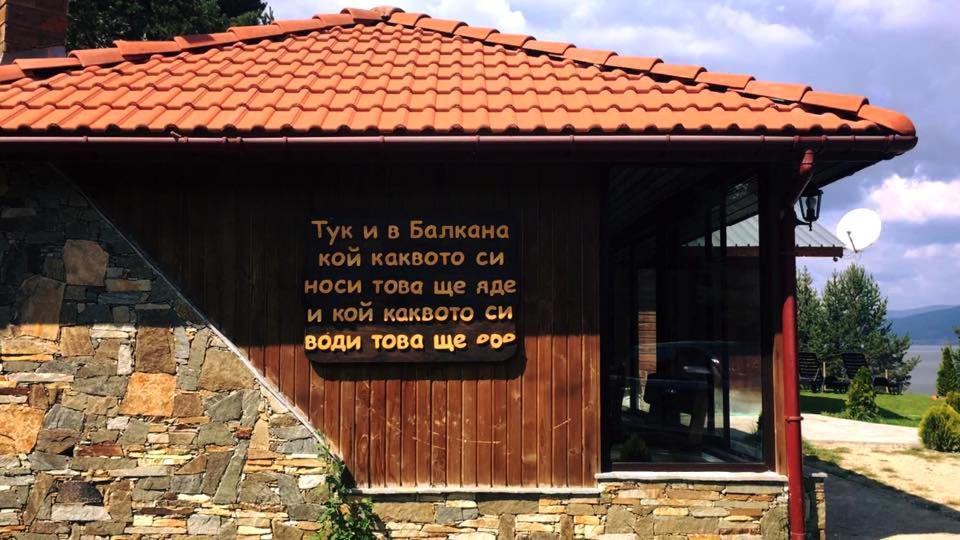 Тук и в Балкана
кой каквото си
носи това ще яде
и кой каквото си
води това ще